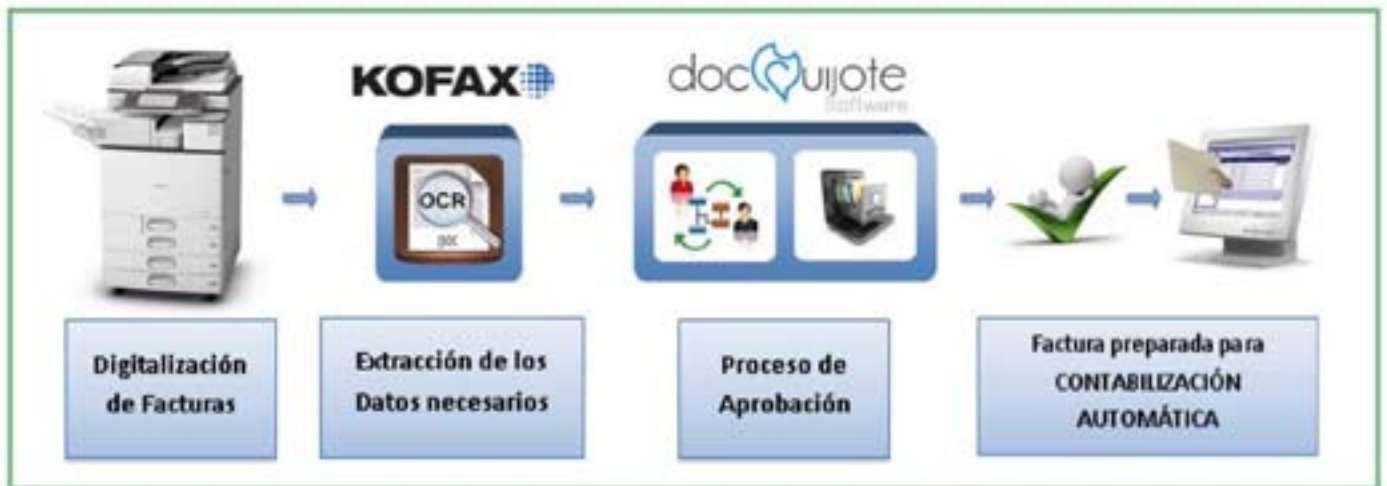 KOFAX
docQuijote
Software
OCR
Digitalización
de Facturas
Extracción de los
Datos necesarios
Proceso de
Aprobación
Factura preparada para
CONTABILIZACIÓN
AUTOMÁTICA